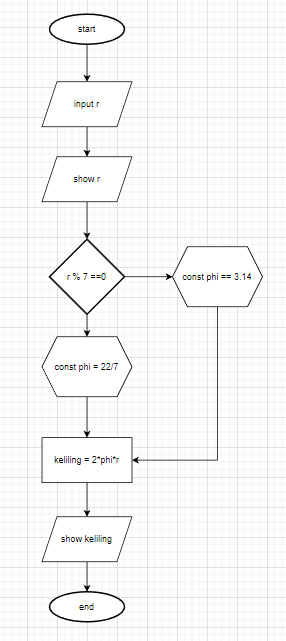 start
input r
show r
r % 7 ==0
const phi == 3.14
const phi = 22/7
keliling = 2*phi*r
show keliling
end